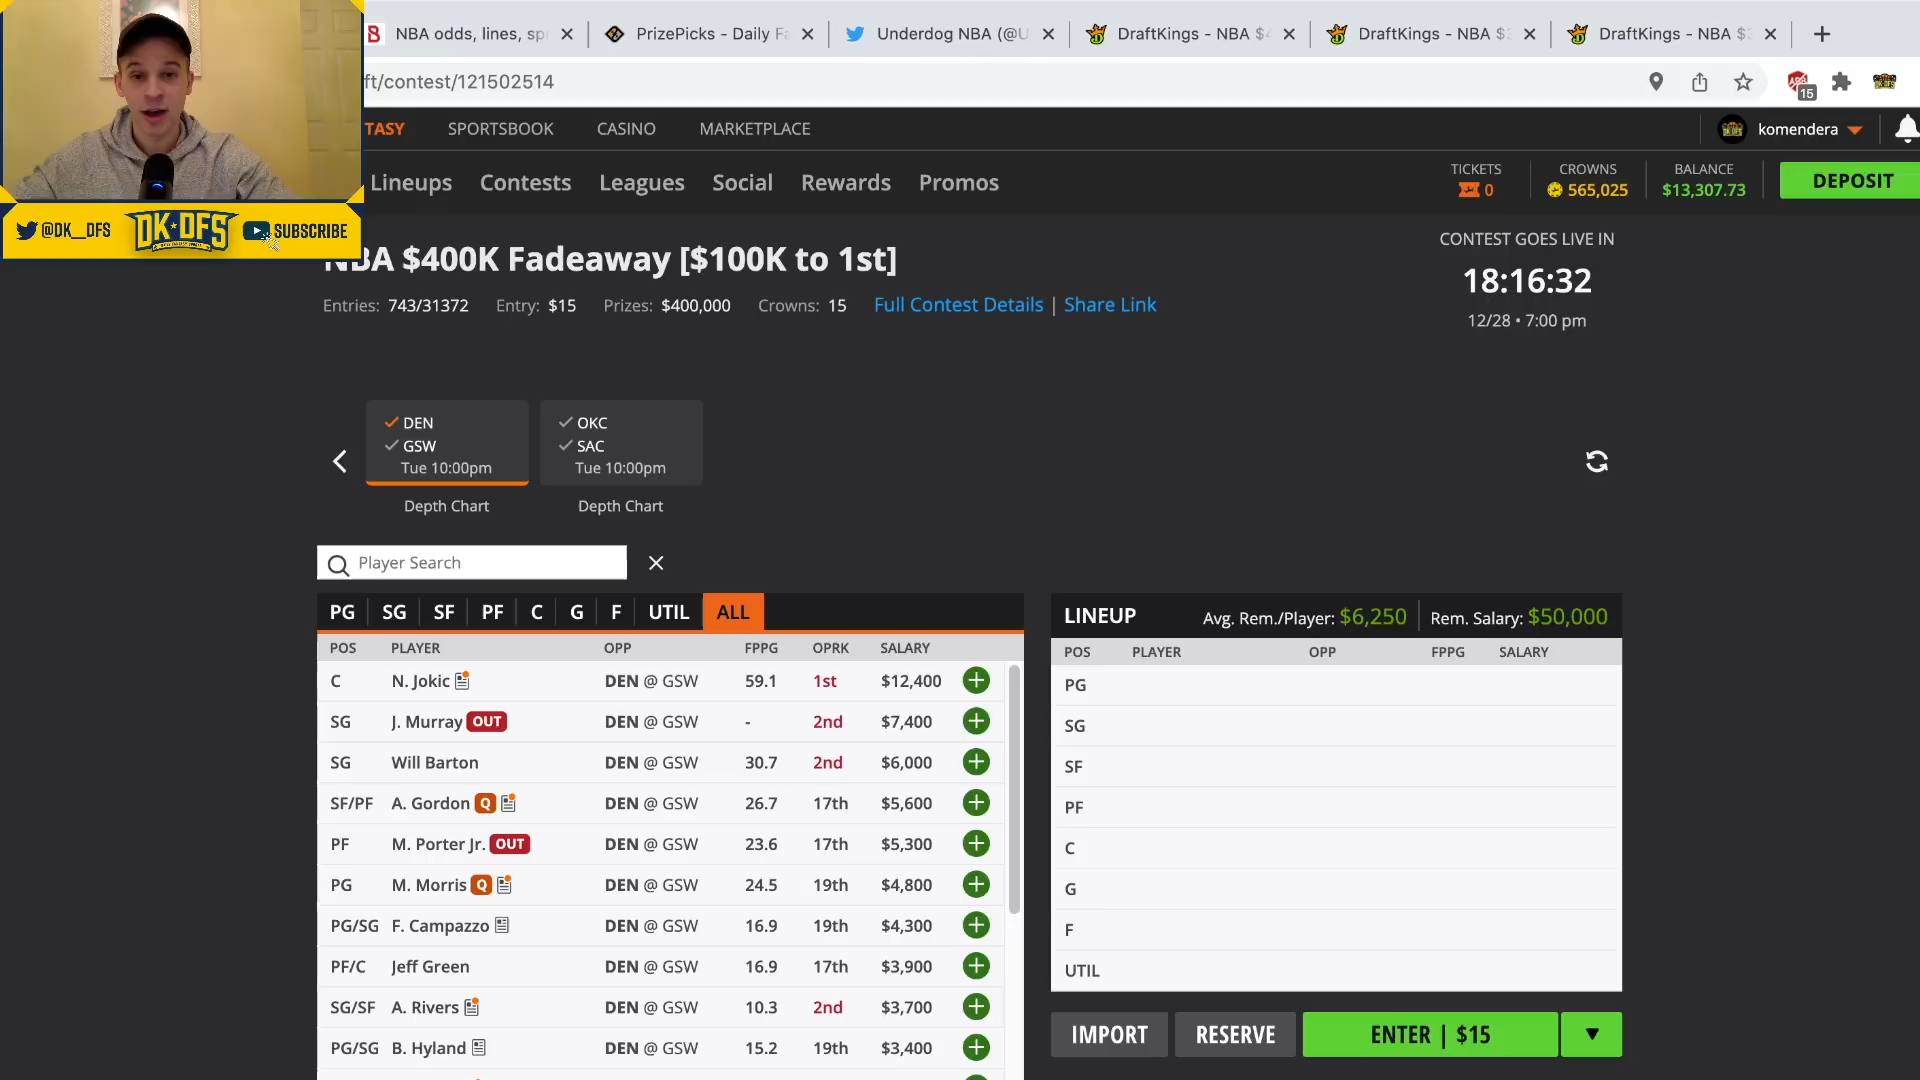 NBA odds, lines, sp
PrizePicks - Daily Fa
Underdog NBA (@U
DraftKings - NBA $4
DraftKings - NBA $
DraftKings - NBA $
ft/contest/121502514
15
TASY SPORTSBOOK CASINO MARKETPLACE
komendera
Lineups Contests Leagues Social Rewards Promos
TICKETS
0
CROWNS
565,025
BALANCE
$13,307.73
DEPOSIT
@DK__DFS
DK DFS
SUBSCRIBE
NBA $400K Fadeaway [$100K to 1st]
Entries: 743/31372 Entry: $15 Prizes: $400,000 Crowns: 15 Full Contest Details | Share Link
CONTEST GOES LIVE IN
18:16:32
12/28 • 7:00 pm
DEN
GSW
Tue 10:00pm
Depth Chart
OKC
SAC
Tue 10:00pm
Depth Chart
Player Search
PG SG SF PF C G F UTIL ALL
POS PLAYER OPP FPPG OPRK SALARY
C N. Jokic DEN @ GSW 59.1 1st $12,400
SG J. Murray OUT DEN @ GSW - 2nd $7,400
SG Will Barton DEN @ GSW 30.7 2nd $6,000
SF/PF A. Gordon Q DEN @ GSW 26.7 17th $5,600
PF M. Porter Jr. OUT DEN @ GSW 23.6 17th $5,300
PG M. Morris Q DEN @ GSW 24.5 19th $4,800
PG/SG F. Campazzo DEN @ GSW 16.9 19th $4,300
PF/C Jeff Green DEN @ GSW 16.9 17th $3,900
SG/SF A. Rivers DEN @ GSW 10.3 2nd $3,700
PG/SG B. Hyland DEN @ GSW 15.2 19th $3,400
LINEUP Avg. Rem./Player: $6,250 Rem. Salary: $50,000
POS PLAYER OPP FPPG SALARY
PG
SG
SF
PF
C
G
F
UTIL
IMPORT RESERVE ENTER | $15